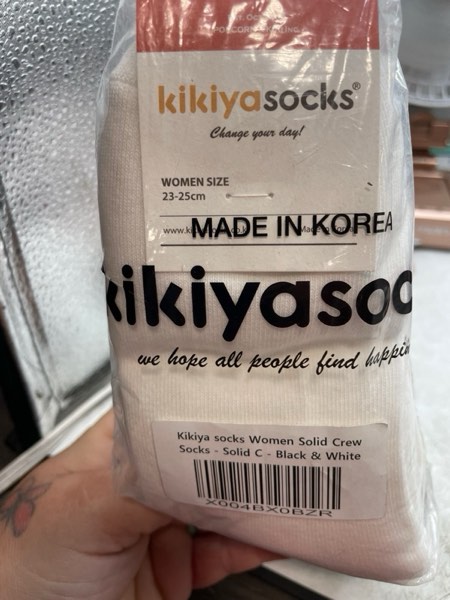 kikiyasocks®
Change your day!
WOMEN SIZE
23-25cm
MADE IN KOREA
kikiyasoc
we hope all people find happin
Kikiya socks Women Solid Crew
Socks - Solid C - Black & White
X004BX0BZR